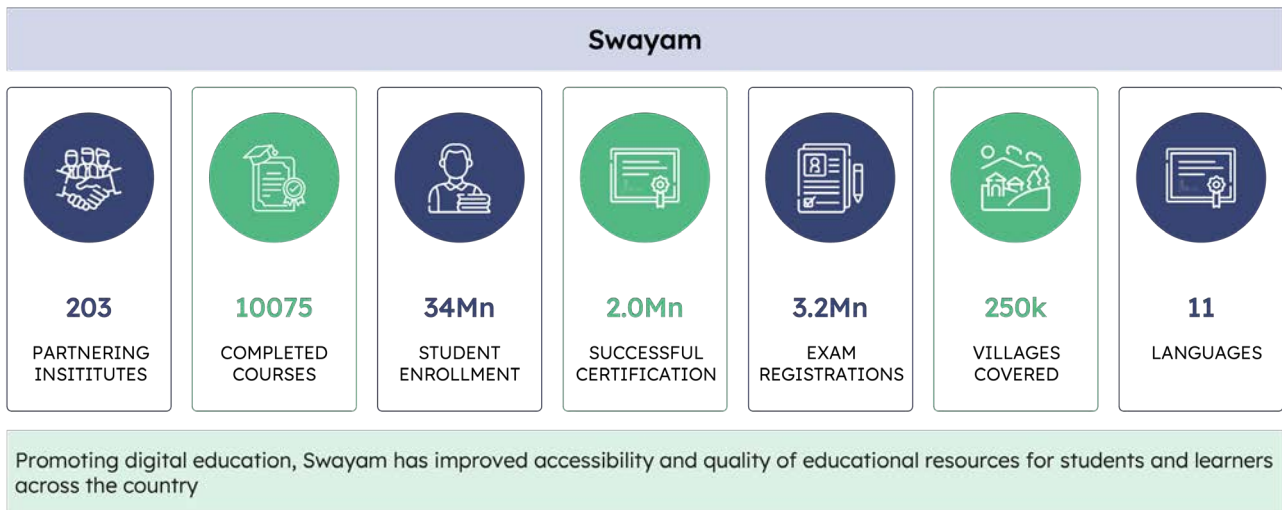 Swayam
203
PARTNERING
INSITITUTES
10075
COMPLETED
COURSES
34Mn
STUDENT
ENROLLMENT
2.0Mn
SUCCESSFUL
CERTIFICATION
3.2Mn
EXAM
REGISTRATIONS
250k
VILLAGES
COVERED
11
LANGUAGES
Promoting digital education, Swayam has improved accessibility and quality of educational resources for students and learners
across the country